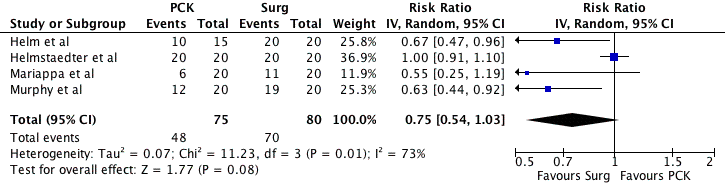 PCK Surg Risk Ratio Risk Ratio
Study or Subgroup Events Total Events Total Weight IV, Random, 95% CI IV, Random, 95% CI
Helm et al 10 15 20 20 25.8% 0.67 [0.47, 0.96]
Helmstaedter et al 20 20 20 20 36.9% 1.00 [0.91, 1.10]
Mariappa et al 6 20 11 20 11.9% 0.55 [0.25, 1.19]
Murphy et al 12 20 19 20 25.3% 0.63 [0.44, 0.92]
Total (95% CI) 75 80 100.0% 0.75 [0.54, 1.03]
Total events 48 70
Heterogeneity: Tau² = 0.07; Chi² = 11.23, df = 3 (P = 0.01); I² = 73%
Test for overall effect: Z = 1.77 (P = 0.08)
0.5 0.7 1 1.5 2
Favours Surg Favours PCK